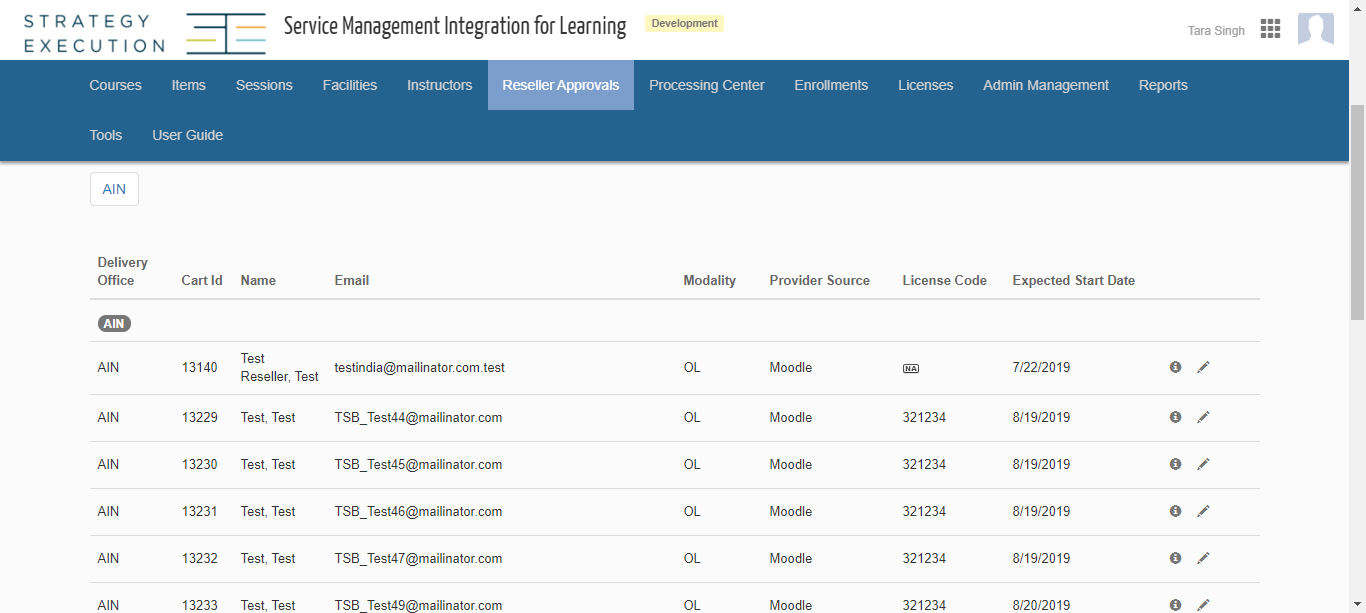 STRATEGY
EXECUTION
Service Management Integration for Learning
Development
Tara Singh
Courses Items Sessions Facilities Instructors Reseller Approvals Processing Center Enrollments Licenses Admin Management Reports
Tools User Guide
AIN
Delivery
Office Cart Id Name Email Modality Provider Source License Code Expected Start Date
AIN
AIN 13140 Test
Reseller, Test testindia@mailinator.com.test OL Moodle NA 7/22/2019
AIN 13229 Test, Test TSB_Test44@mailinator.com OL Moodle 321234 8/19/2019
AIN 13230 Test, Test TSB_Test45@mailinator.com OL Moodle 321234 8/19/2019
AIN 13231 Test, Test TSB_Test46@mailinator.com OL Moodle 321234 8/19/2019
AIN 13232 Test, Test TSB_Test47@mailinator.com OL Moodle 321234 8/19/2019
AIN 13233 Test, Test TSB_Test49@mailinator.com OL Moodle 321234 8/20/2019